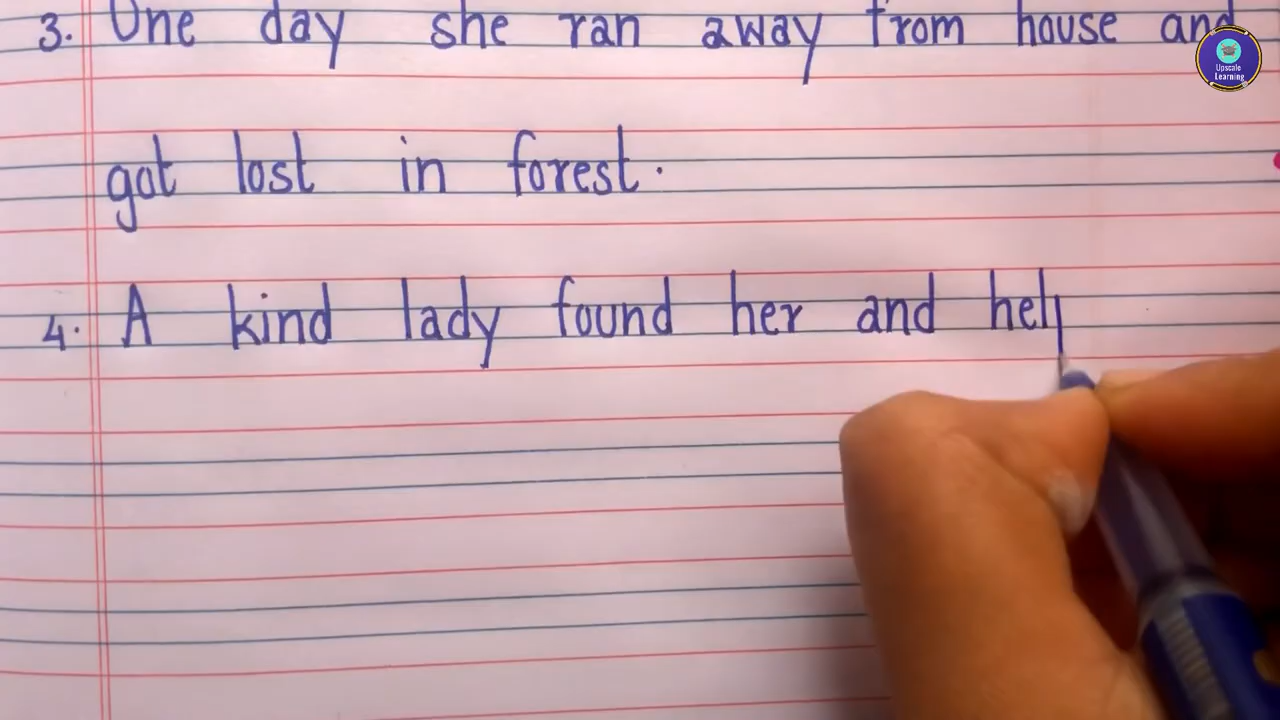 3. One day she ran away from house and
Upscale
Learning
got lost in forest.
4. A kind lady found her and hel